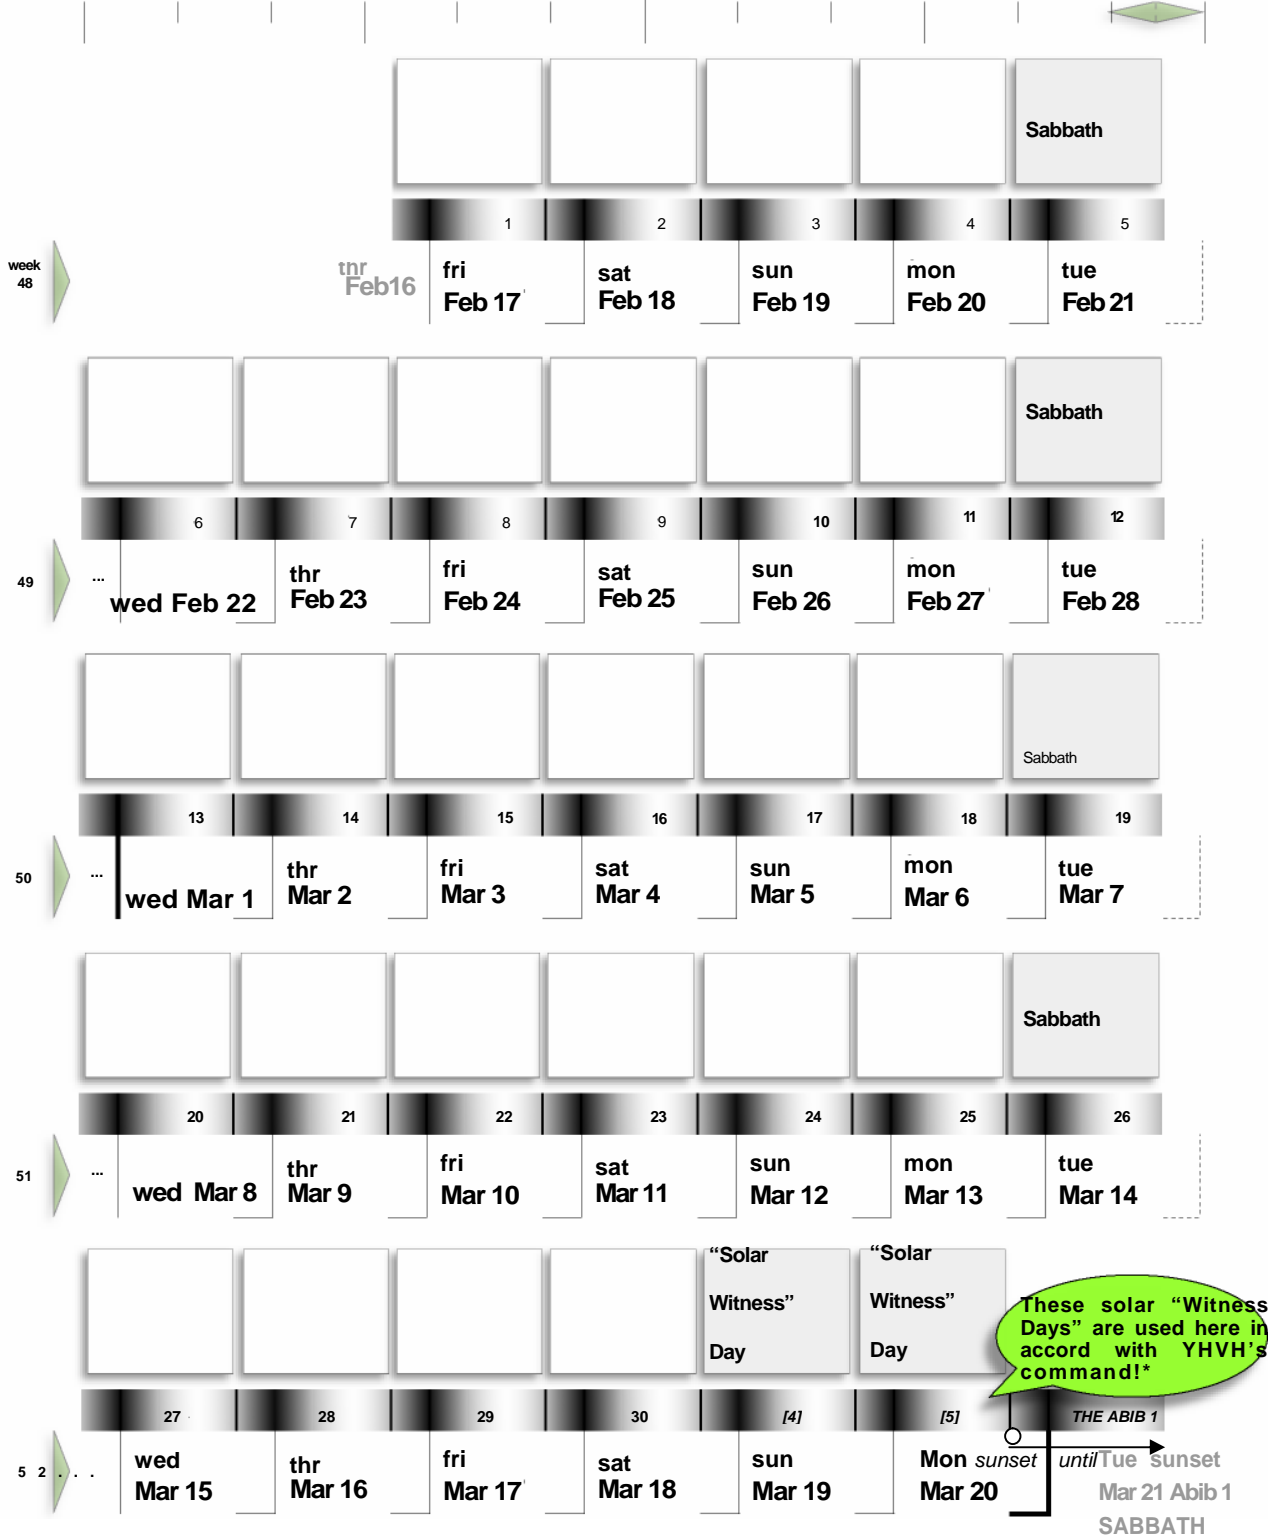 Sabbath
1 2 3 4 5
week
48
thr
Feb16
fri
Feb 17
sat
Feb 18
sun
Feb 19
mon
Feb 20
tue
Feb 21
Sabbath
6 7 8 9 10 11 12
49
...
wed Feb 22
thr
Feb 23
fri
Feb 24
sat
Feb 25
sun
Feb 26
mon
Feb 27
tue
Feb 28
Sabbath
13 14 15 16 17 18 19
50
...
wed Mar 1
thr
Mar 2
fri
Mar 3
sat
Mar 4
sun
Mar 5
mon
Mar 6
tue
Mar 7
Sabbath
20 21 22 23 24 25 26
51
...
wed Mar 8
thr
Mar 9
fri
Mar 10
sat
Mar 11
sun
Mar 12
mon
Mar 13
tue
Mar 14
“Solar
Witness”
Day
“Solar
Witness”
Day
These solar “Witness
Days” are used here in
accord with YHVH's
command!*
27 28 29 30 [4] [5] THE ABIB 1
5 2 . . .
wed
Mar 15
thr
Mar 16
fri
Mar 17
sat
Mar 18
sun
Mar 19
Mon sunset
Mar 20
until Tue sunset
Mar 21 Abib 1
SABBATH